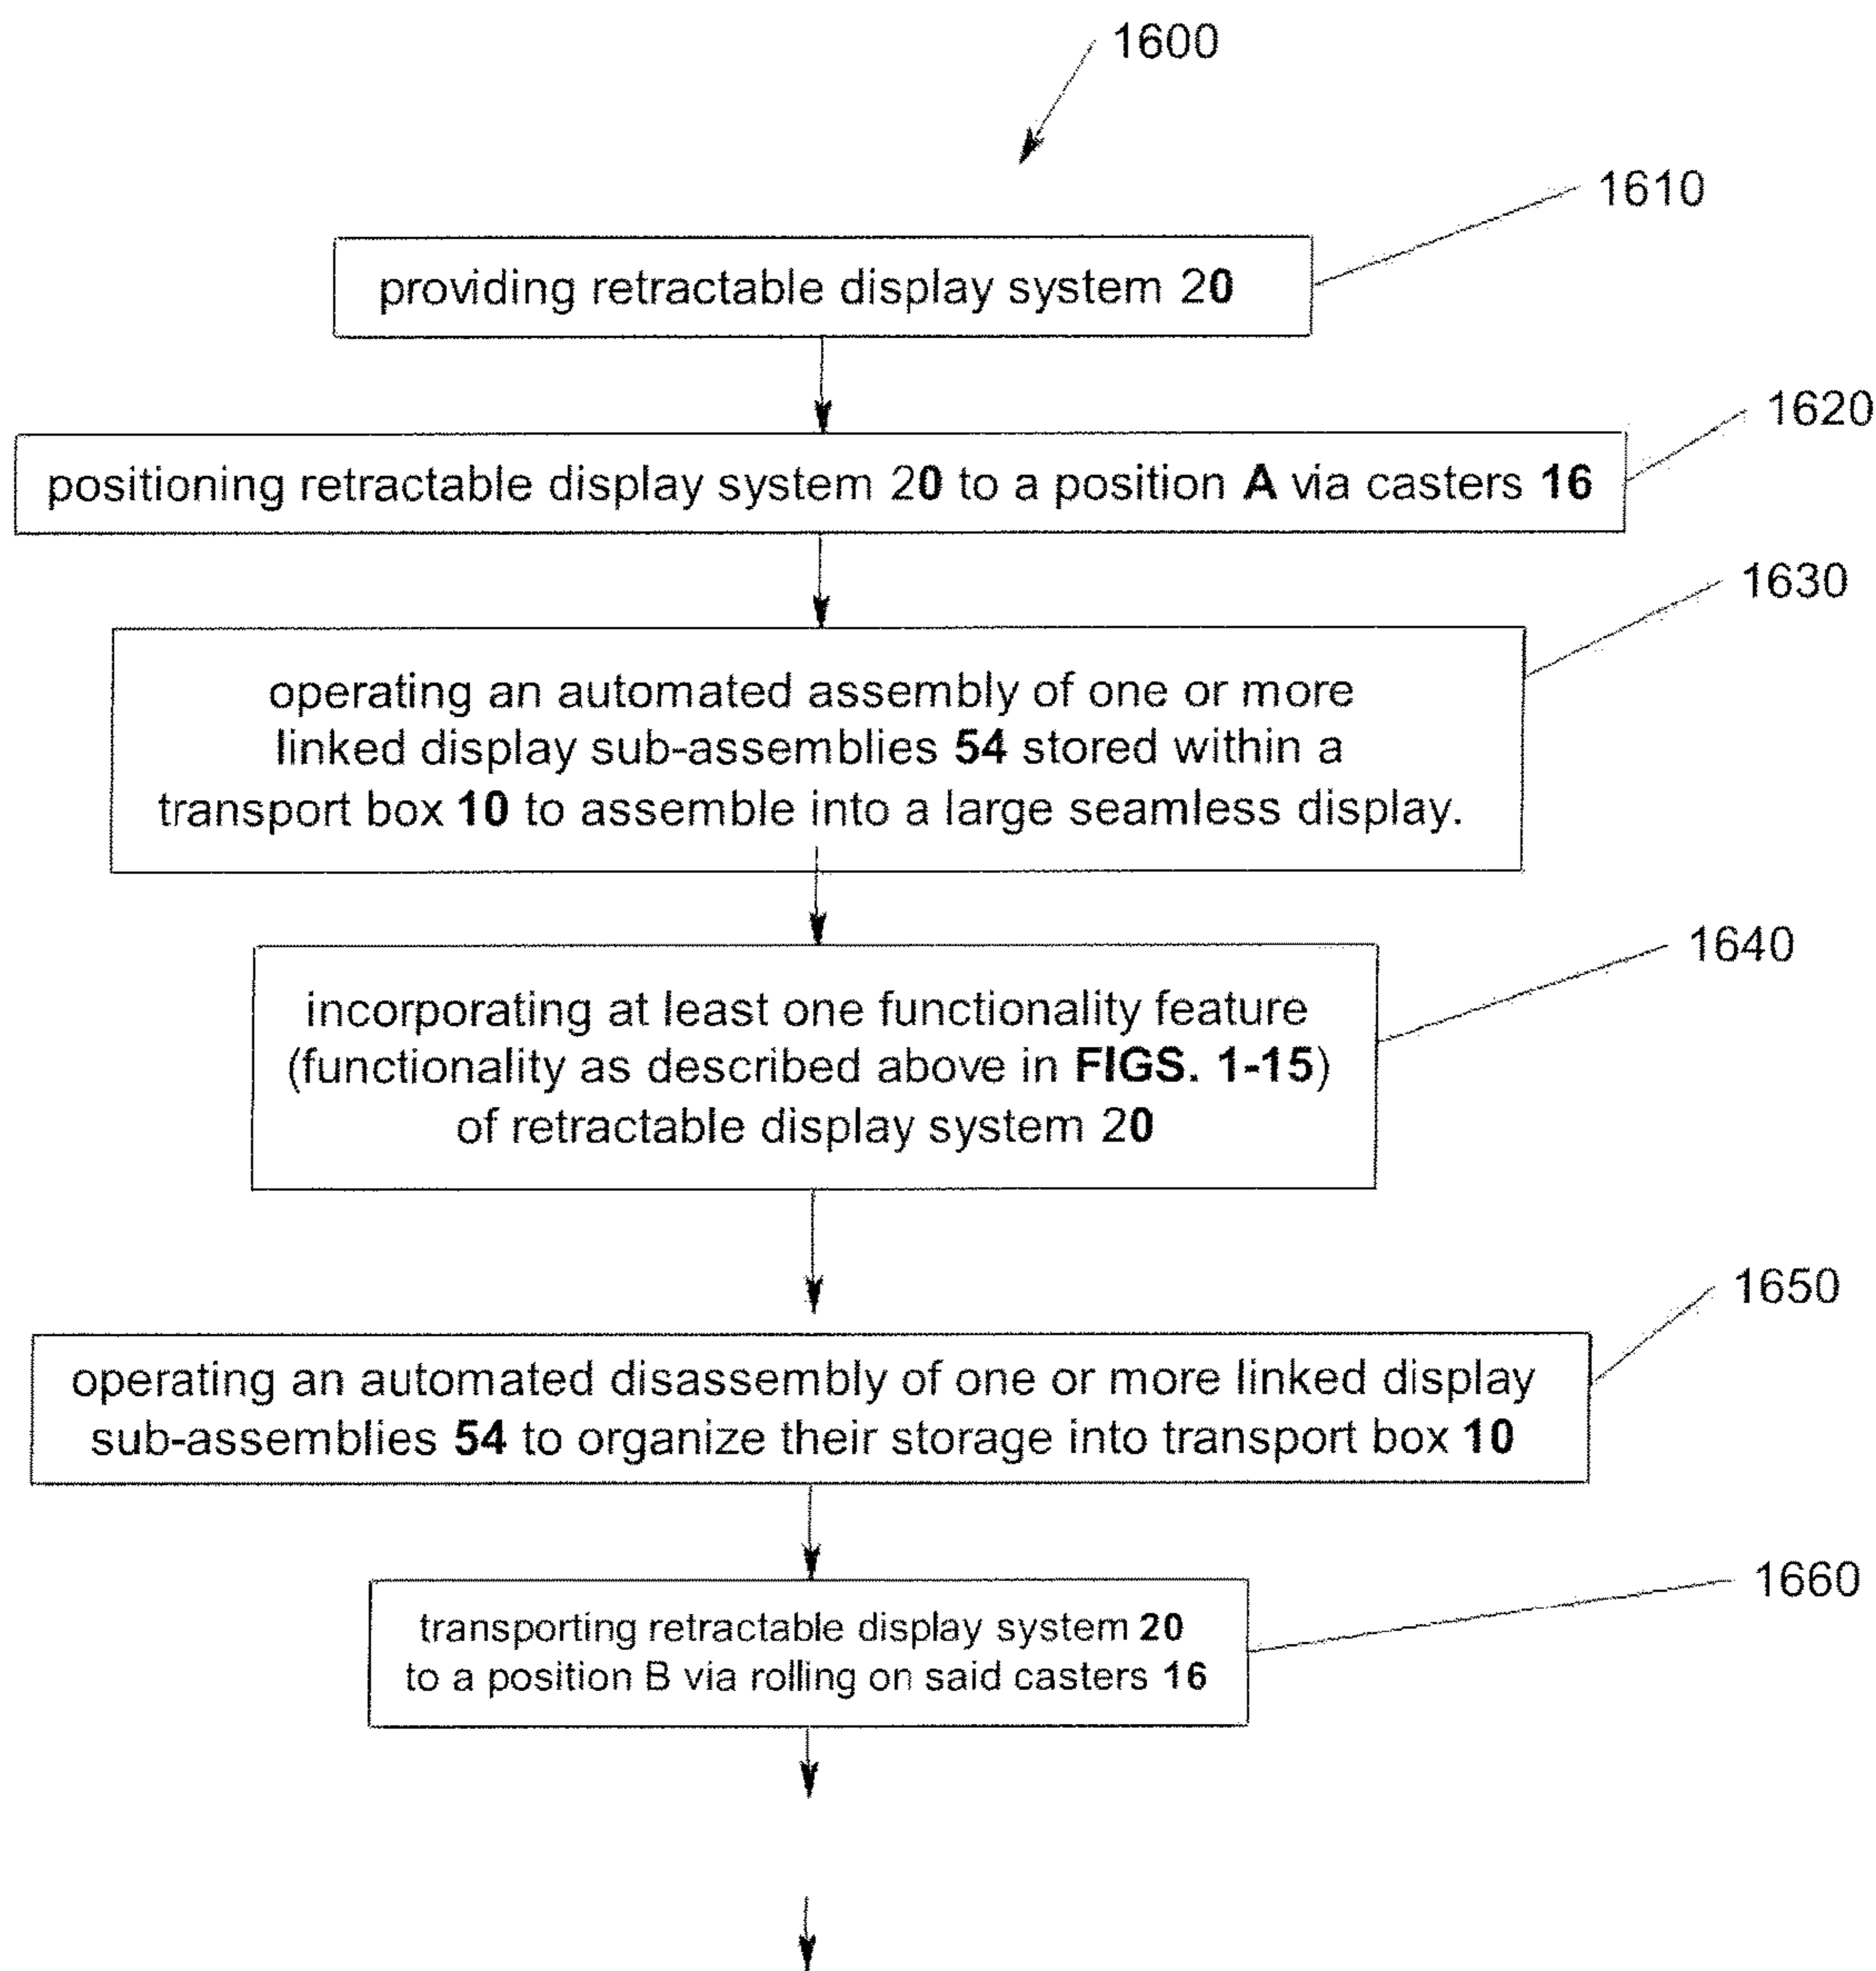 1600
1610
providing retractable display system 20
1620
positioning retractable display system 20 to a position A via casters 16
1630
operating an automated assembly of one or more
linked display sub-assemblies 54 stored within a
transport box 10 to assemble into a large seamless display.
1640
incorporating at least one functionality feature
(functionality as described above in FIGS. 1-15)
of retractable display system 20
1650
operating an automated disassembly of one or more linked display
sub-assemblies 54 to organize their storage into transport box 10
1660
transporting retractable display system 20
to a position B via rolling on said casters 16